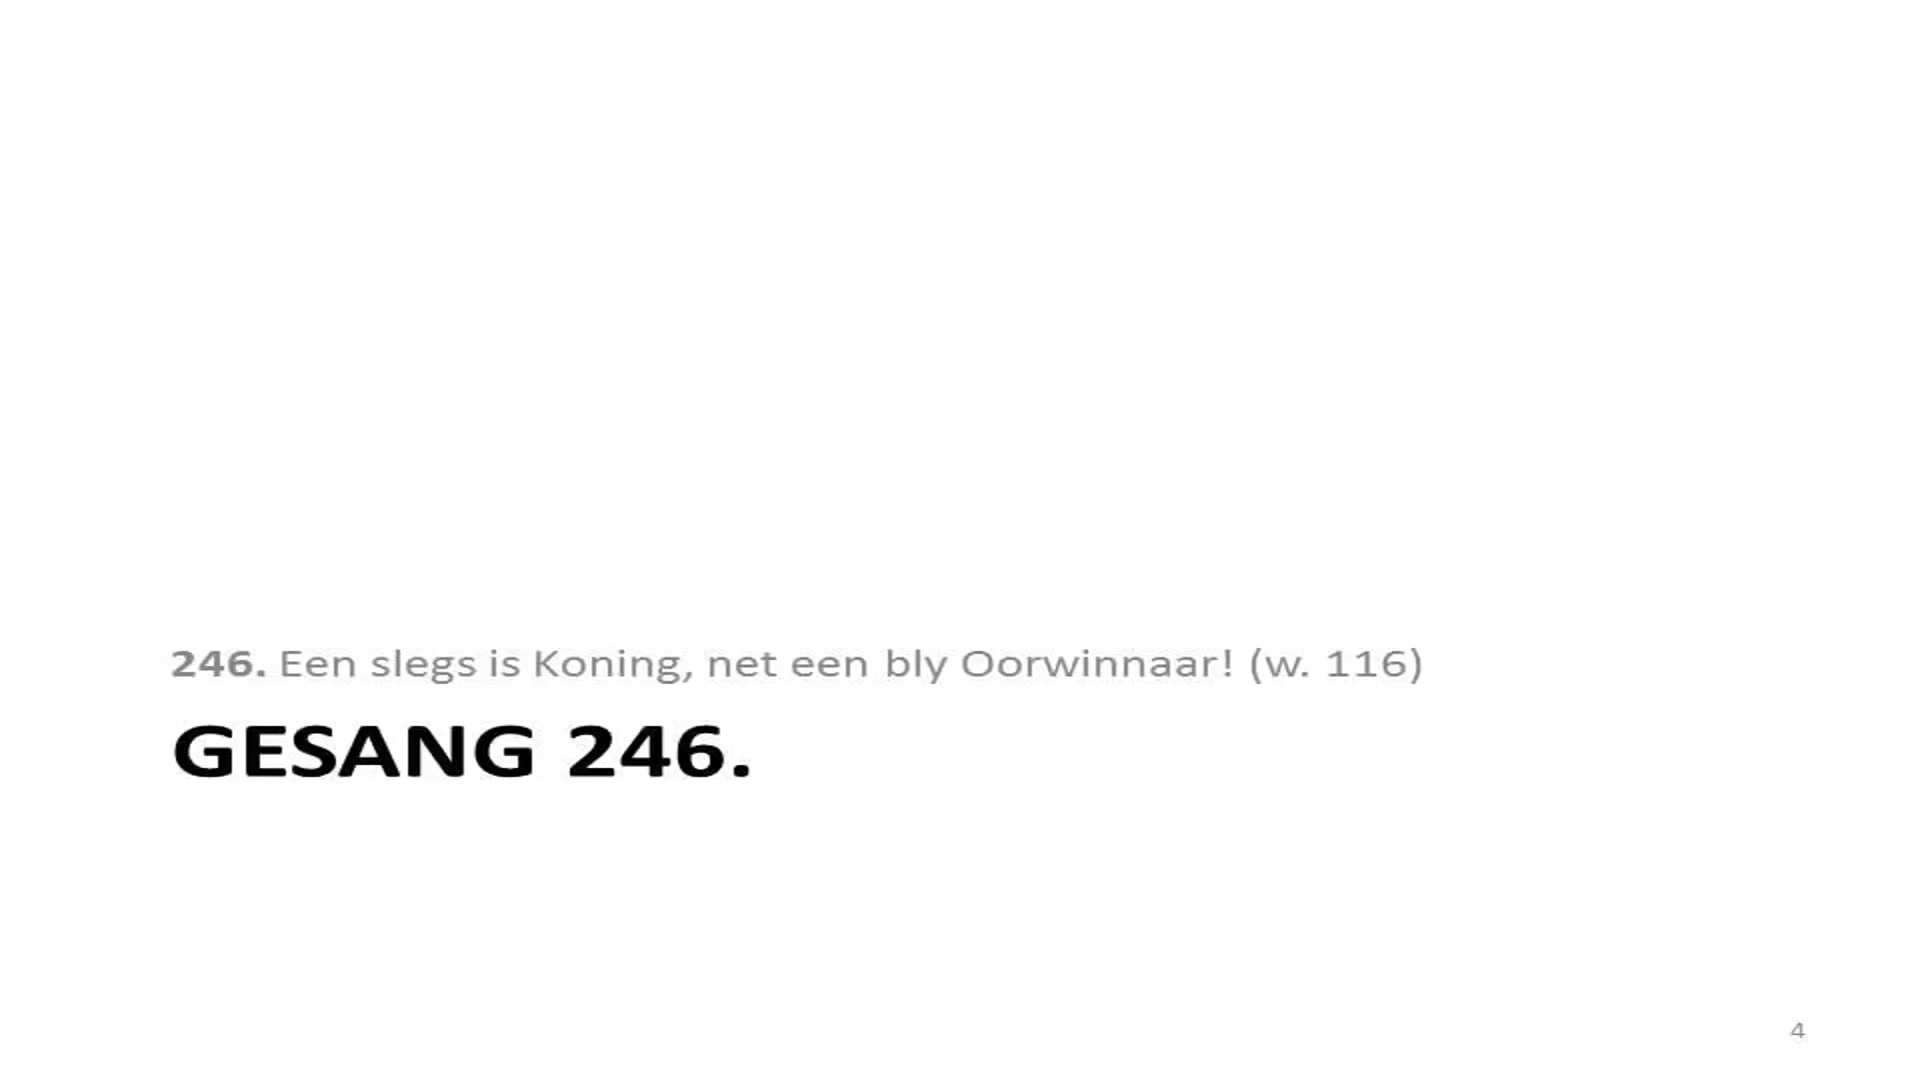 246. Een slegs is Koning, net een bly Oorwinnaar! (w. 116)
GESANG 246.
4